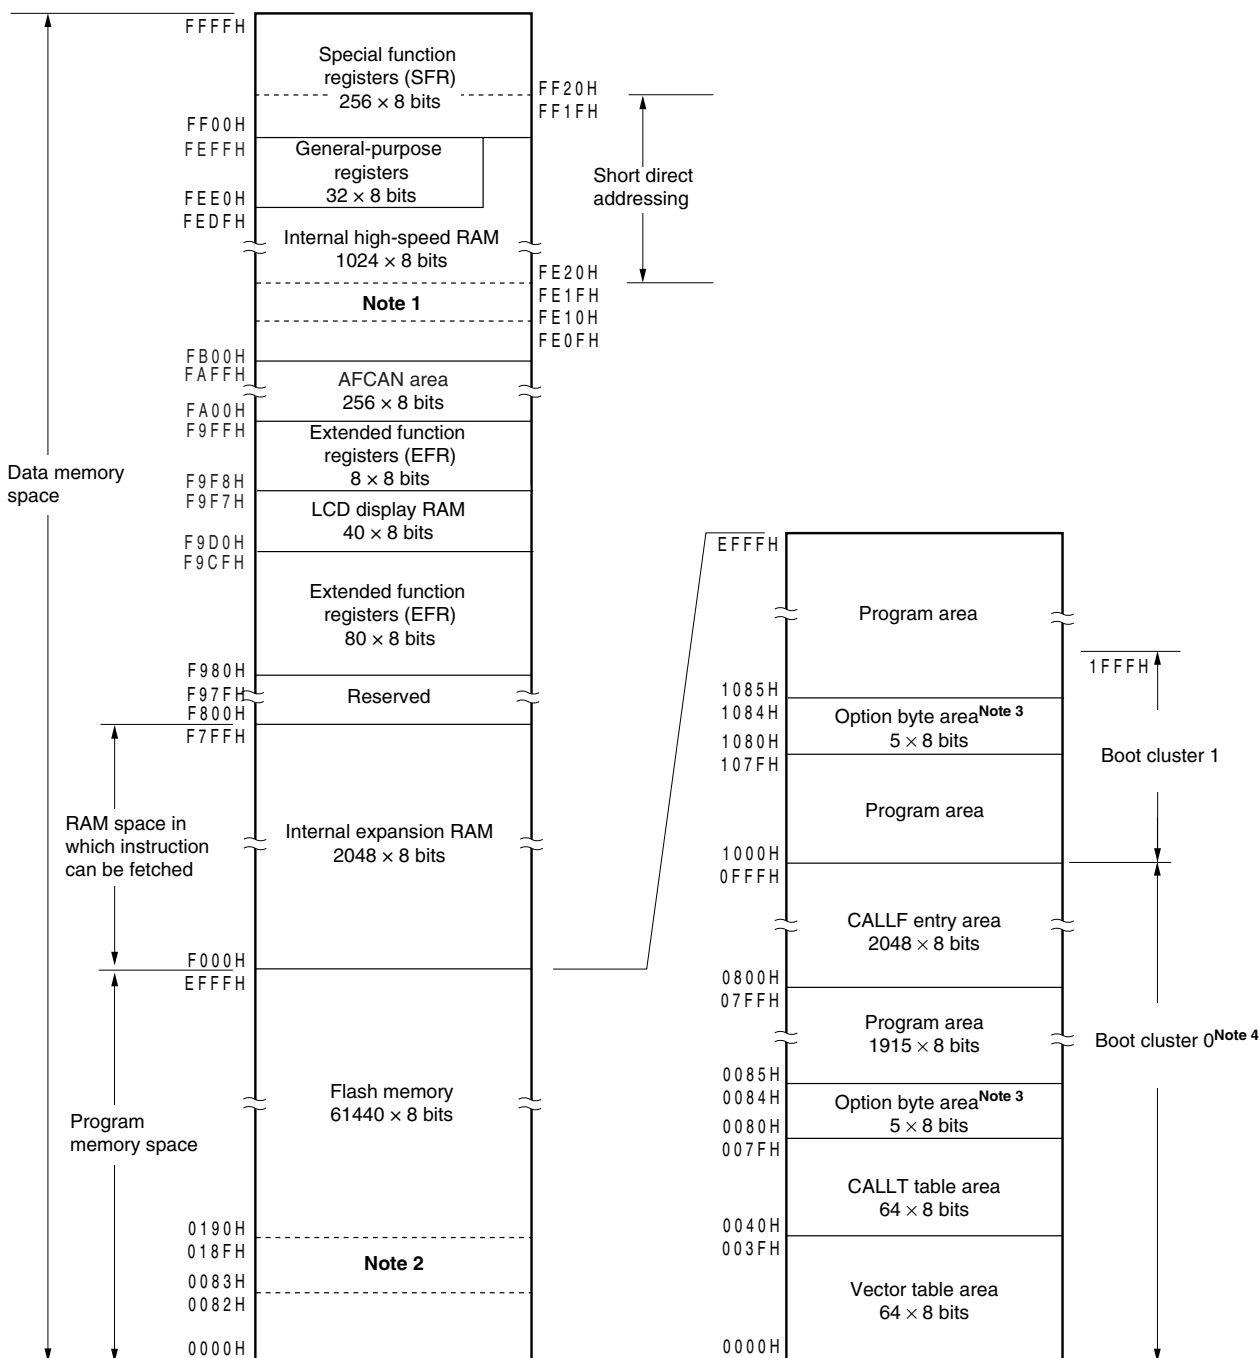 FFFFH
Special function
registers (SFR)
256 × 8 bits
FF20H
FF1FH
FF00H
FEFFH
General-purpose
registers
32 × 8 bits
Short direct
addressing
FEE0H
FEDFH
Internal high-speed RAM
1024 × 8 bits
FE20H
FE1FH
Note 1
FE10H
FE0FH
FB00H
FAFFH
AFCAN area
256 × 8 bits
FA00H
F9FFH
Extended function
registers (EFR)
8 × 8 bits
Data memory
space
F9F8H
F9F7H
LCD display RAM
40 × 8 bits
F9D0H
F9CFH
Extended function
registers (EFR)
80 × 8 bits
F980H
F97FH
Reserved
F800H
F7FFH
RAM space in
which instruction
can be fetched
Internal expansion RAM
2048 × 8 bits
F000H
EFFFH
Flash memory
61440 × 8 bits
Program
memory space
0190H
018FH
Note 2
0083H
0082H
0000H
EFFFH
Program area
1FFFH
1085H
1084H
Option byte area Note 3
5 × 8 bits
1080H
107FH
Boot cluster 1
Program area
1000H
0FFFH
CALLF entry area
2048 × 8 bits
0800H
07FFH
Program area
1915 × 8 bits
Boot cluster 0 Note 4
0085H
0084H
Option byte area Note 3
5 × 8 bits
0080H
007FH
CALLT table area
64 × 8 bits
0040H
003FH
Vector table area
64 × 8 bits
0000H